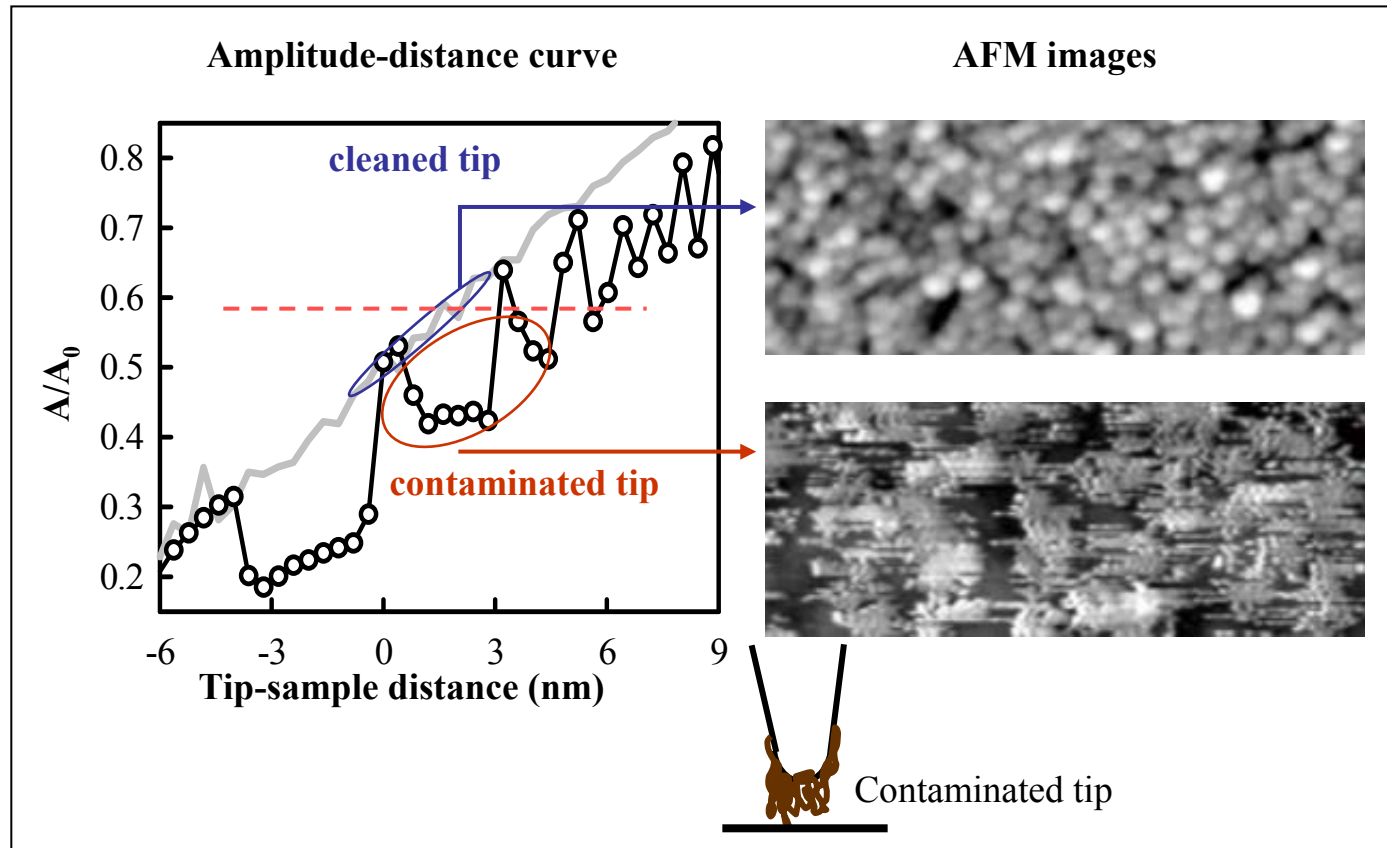 Amplitude-distance curve
AFM images
0.8
0.7
0.6
0.5
0.4
0.3
0.2
A/A0
cleaned tip
contaminated tip
-6 -3 0 3 6 9
Tip-sample distance (nm)
Contaminated tip